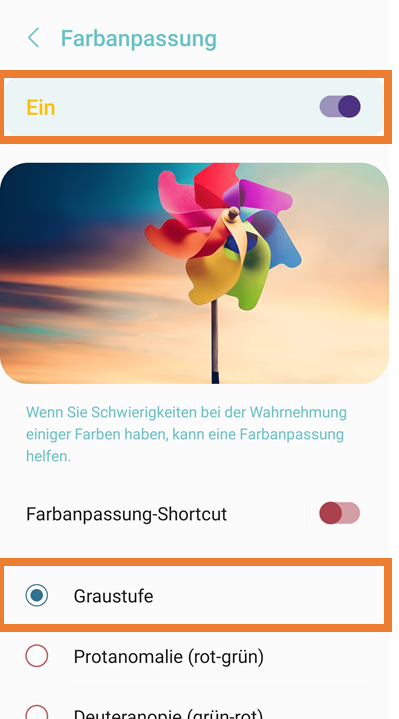 Farbanpassung
Ein
Wenn Sie Schwierigkeiten bei der Wahrnehmung
einiger Farben haben, kann eine Farbanpassung
helfen.
Farbanpassung-Shortcut
Graustufe
Protanomalie (rot-grün)
Deuteranopie (grün-rot)